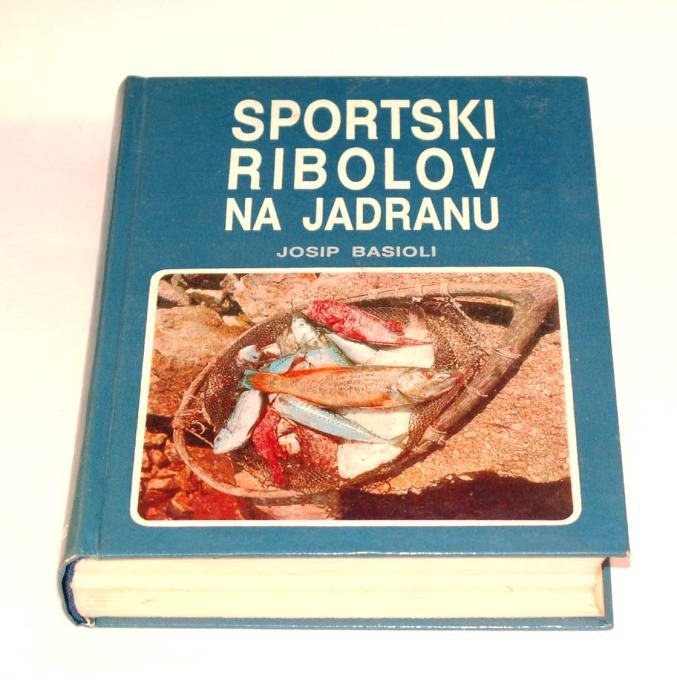 SPORTSKI
RIBOLOV
NA JADRANU
JOSIP BASIOLI